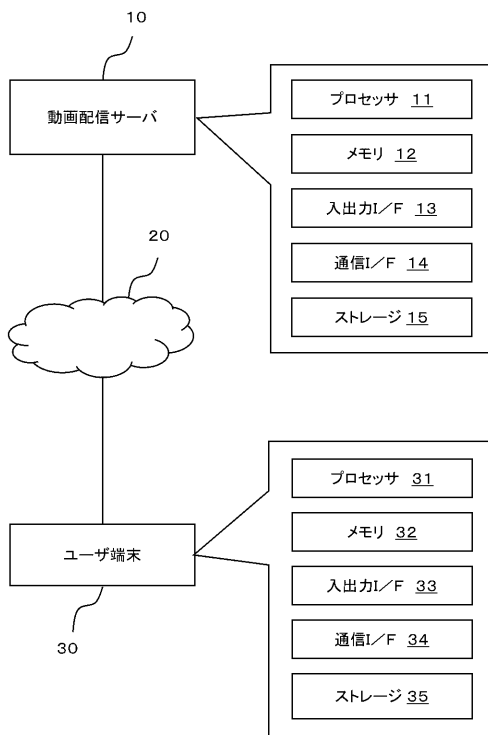 10
動画配信サーバ
プロセッサ 11
メモリ 12
入出力I/F 13
通信I/F 14
ストレージ 15
20
プロセッサ 31
メモリ 32
入出力I/F 33
通信I/F 34
ストレージ 35
ユーザ端末
30